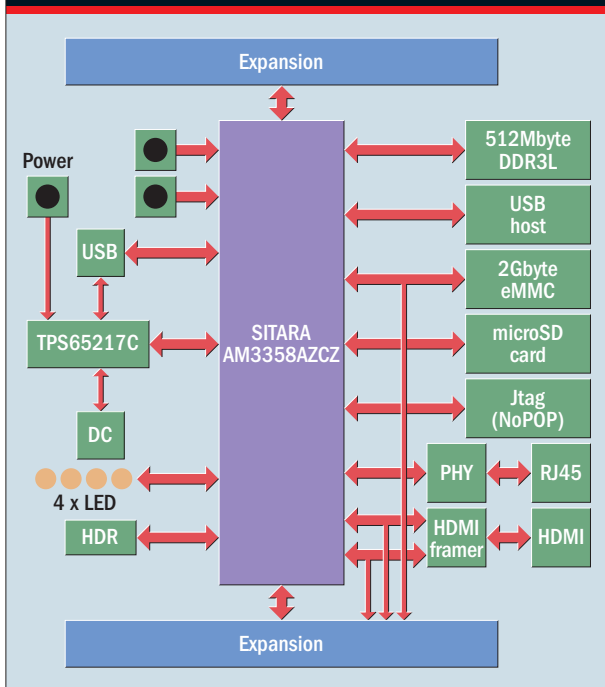 Expansion
Power
USB
TPS65217C
DC
4 x LED
HDR
SITARA
AM3358AZCZ
512Mbyte
DDR3L
USB
host
2Gbyte
eMMC
microSD
card
Jtag
(NoPOP)
PHY
RJ45
HDMI
framer
HDMI
Expansion